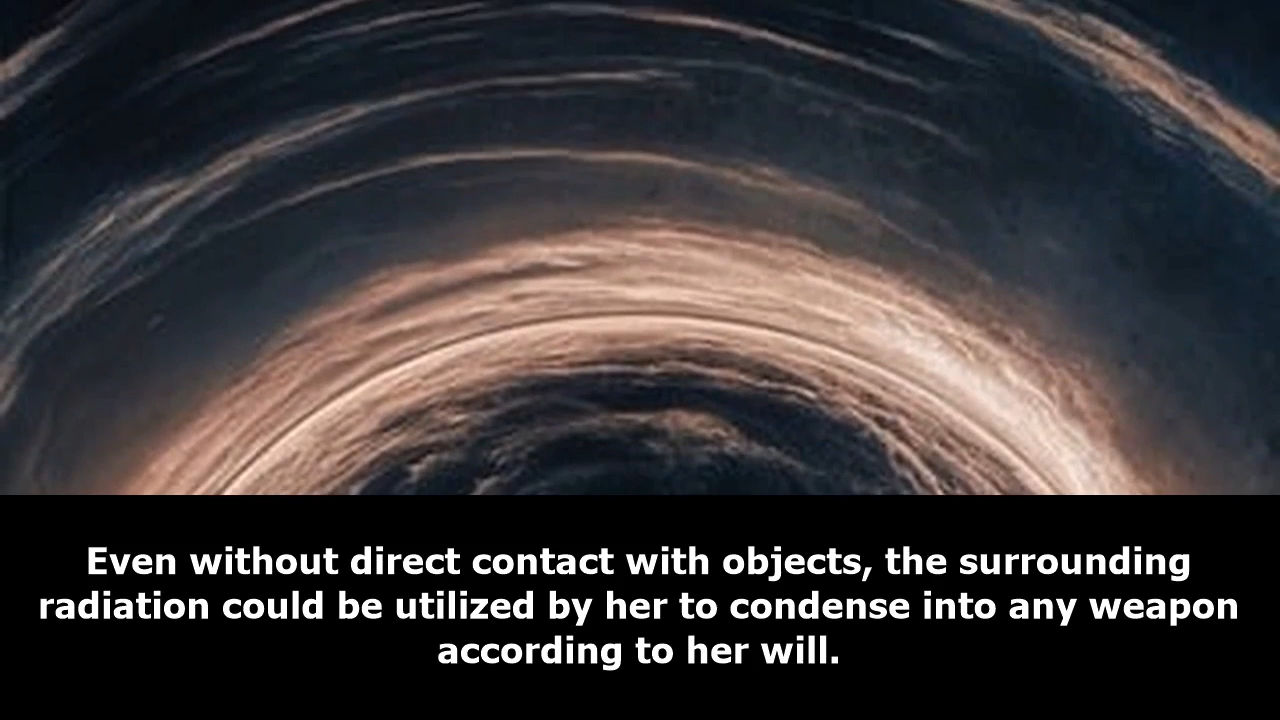 Even without direct contact with objects, the surrounding
radiation could be utilized by her to condense into any weapon
according to her will.